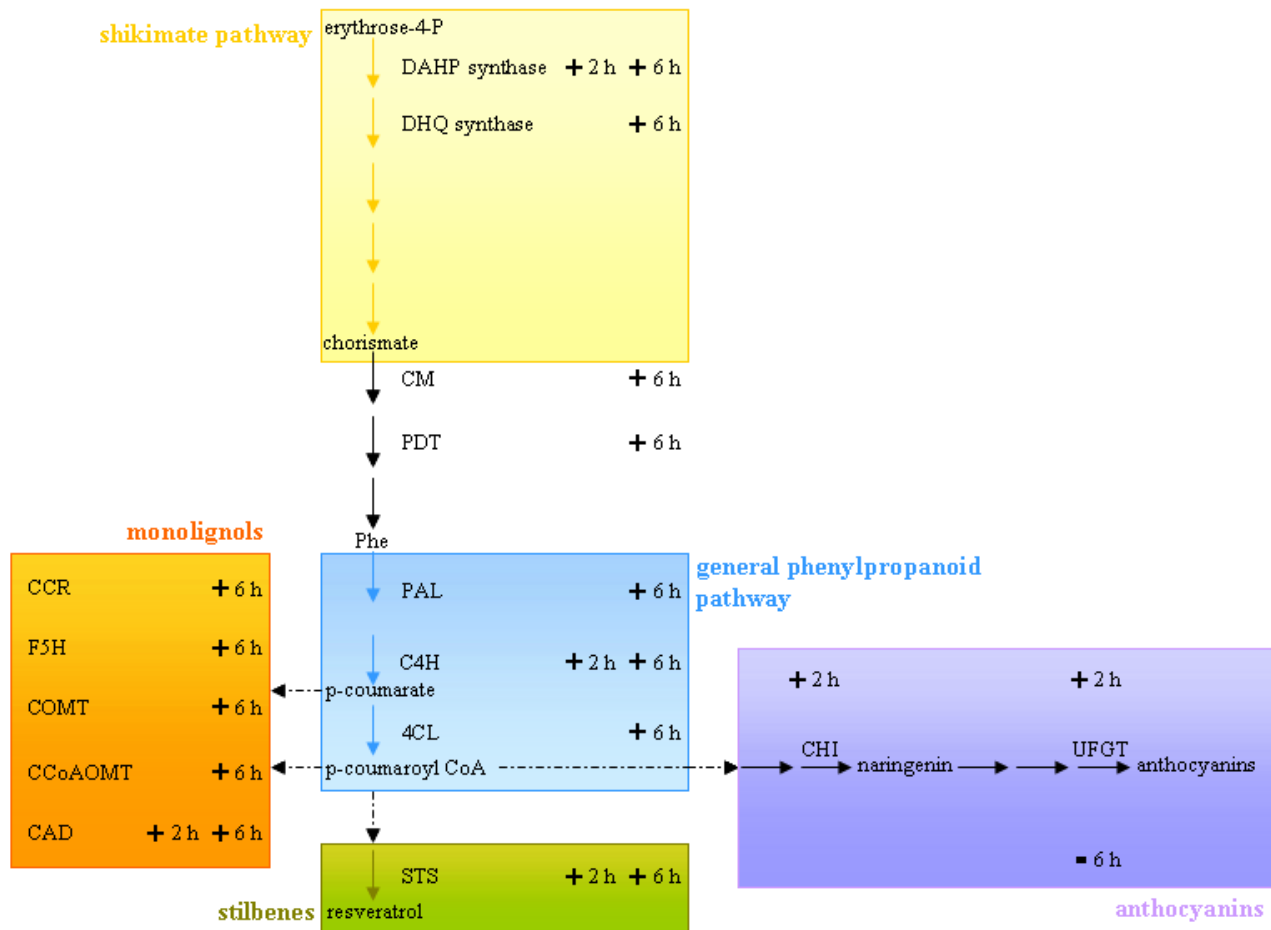 erythrose-4-P
shikimate pathway
DAHP synthase + 2 h + 6 h
DHQ synthase + 6 h
chorismate
CM + 6 h
PDT + 6 h
Phe
monolignols
CCR + 6 h
F5H + 6 h
COMT + 6 h
CCoAOMT + 6 h
CAD + 2 h + 6 h
general phenylpropanoid
pathway
PAL + 6 h
C4H + 2 h + 6 h
p-coumarate
4CL + 6 h
p-coumaroyl CoA
+ 2 h + 2 h
CHI UFGT
naringenin anthocyanins
- 6 h
anthocyanins
STS + 2 h + 6 h
stilbenes resveratrol